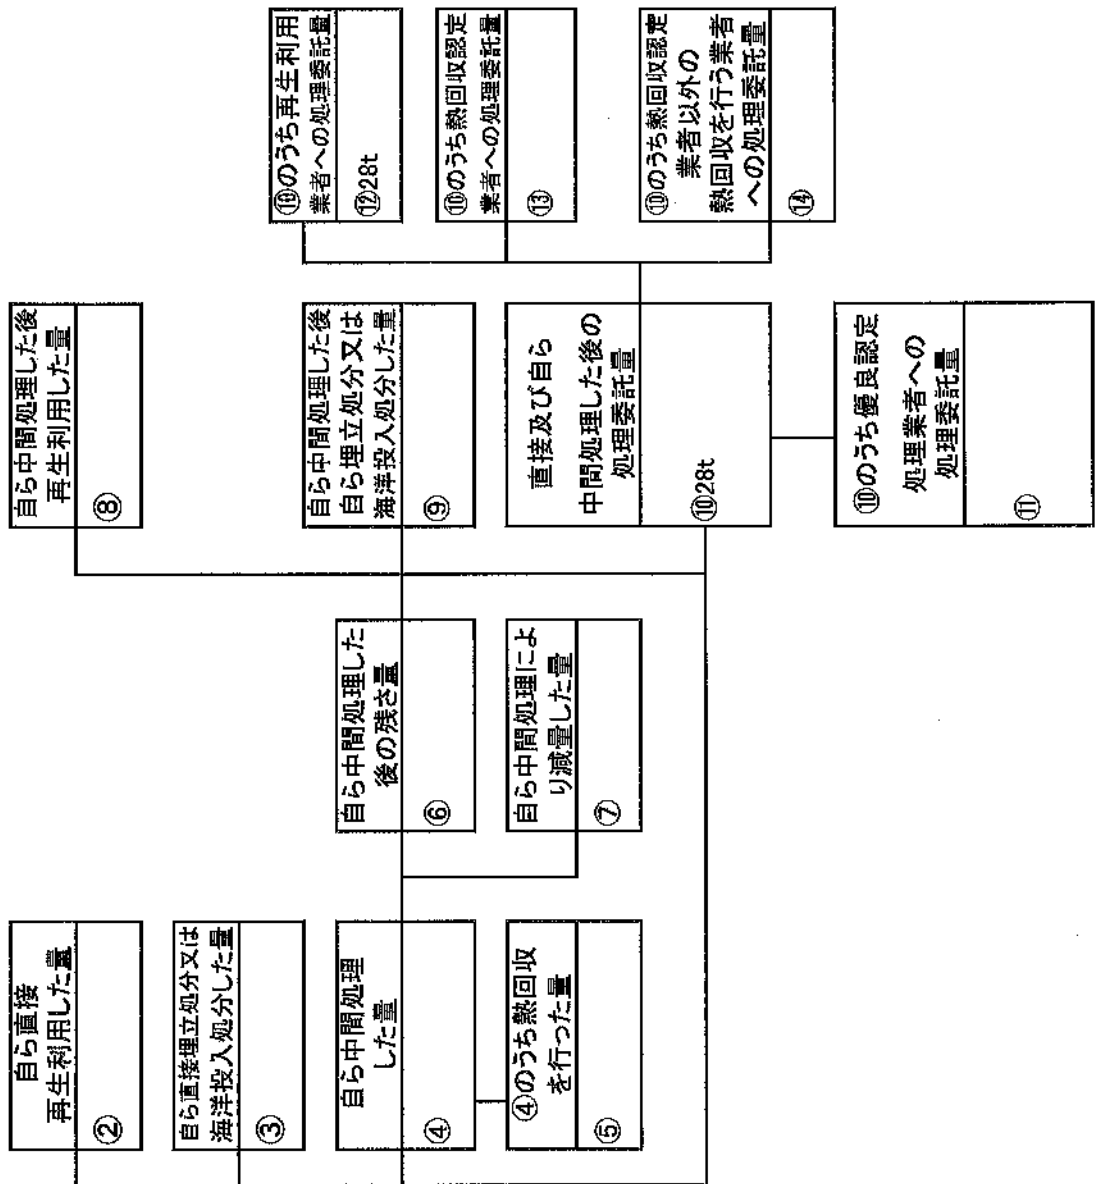 自ら直接
再生利用した量
②
自ら直接埋立処分又は
海洋投入処分した量
③
自ら中間処理
した量
④
④のうち熱回収
を行った量
⑤
自ら中間処理した
後の残さ量
⑥
自ら中間処理によ
り減量した量
⑦
自ら中間処理した後
再生利用した量
⑧
自ら中間処理した後
自ら埋立処分又は
海洋投入処分した量
⑨
直接及び自ら
中間処理した後の
処理委託量
⑩28t
⑩のうち優良認定
処理業者への
処理委託量
⑪
⑩のうち再生利用
業者への処理委託量
⑫28t
⑩のうち熱回収認定
業者への処理委託量
⑬
⑩のうち熱回収認定
業者以外の
熱回収を行う業者
への処理委託量
⑭